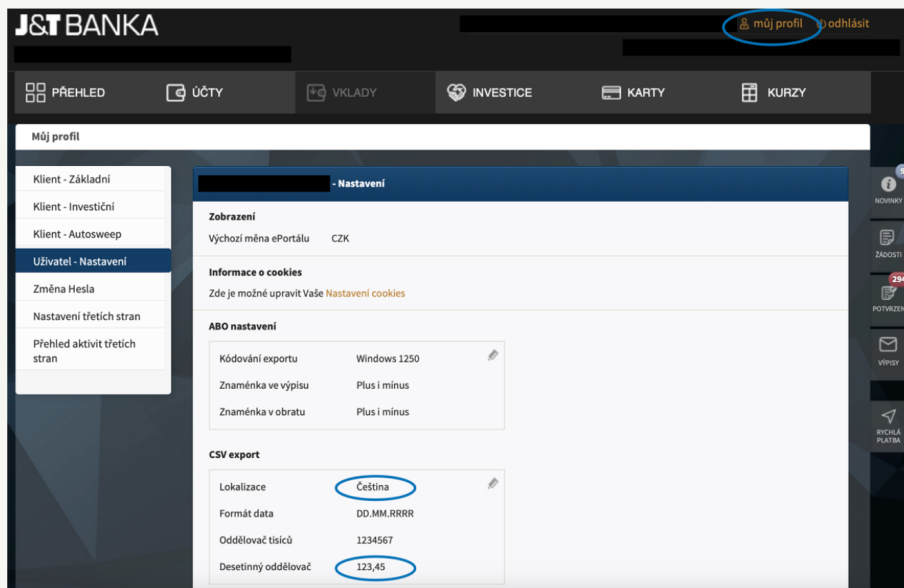 J&T BANKA
můj profil
odhlásit
PŘEHLED
ÚČTY
VKLADY
INVESTICE
KARTY
KURZY
Můj profil
Klient - Základní
Klient - Investiční
Klient - Autosweep
Uživatel - Nastavení
Změna Hesla
Nastavení třetích stran
Přehled aktivit třetích
stran
- Nastavení
Zobrazení
Výchozí měna ePortálu CZK
Informace o cookies
Zde je možné upravit Vaše Nastavení cookies
ABO nastavení
Kódování exportu Windows 1250
Znaménka ve výpisu Plus i mínus
Znaménka v obratu Plus i mínus
CSV export
Lokalizace Čeština
Formát data DD.MM.RRRR
Oddělovač tisíců 1234567
Desetinný oddělovač 123,45
NOVINKY
ŽÁDOSTI
294
POTVRZEN
VÝPISY
RYCHLÁ
PLATBA